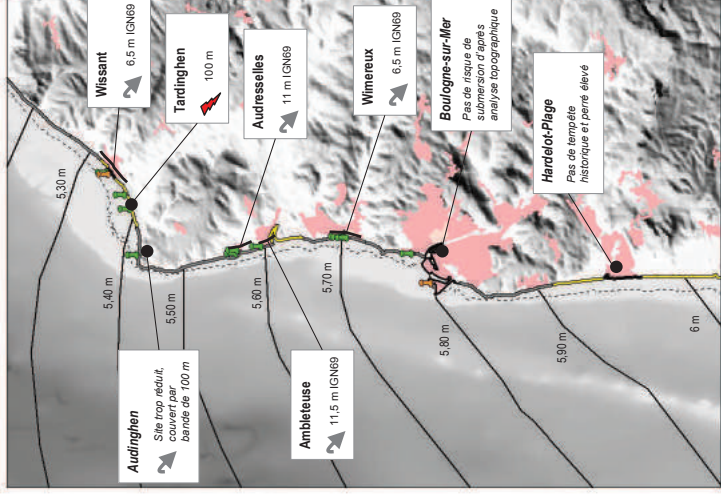 Wissant
6,5 m IGN69
Tardinghen
100 m
Audresselles
11 m IGN69
Wimereux
6,5 m IGN69
Boulogne-sur-Mer
Pas de risque de
submersion d'après
analyse topographique
Hardelot-Plage
Pas de tempête
historique et perré élevé
5,30 m
5,40 m
5,50 m
5,60 m
5,70 m
5,80 m
5,90 m
6 m
Audinghen
Site trop réduit,
couvert par
bande de 100 m
Ambleteuse
11,5 m IGN69